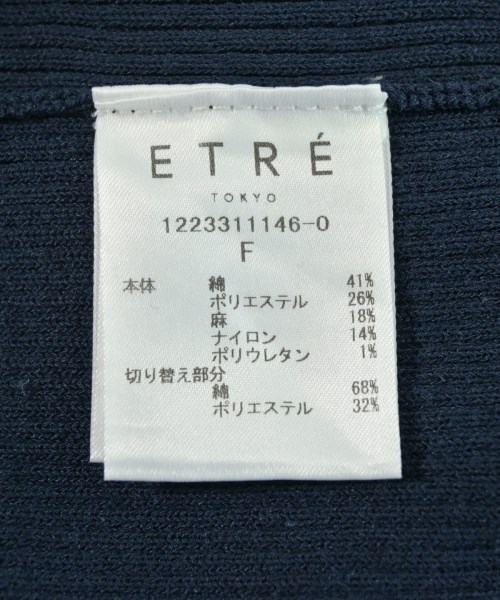 ETRÉ
TOKYO
1223311146-0
F
本体 綿 41%
ポリエステル 26%
麻 18%
ナイロン 14%
ポリウレタン 1%
切り替え部分
綿 68%
ポリエステル 32%